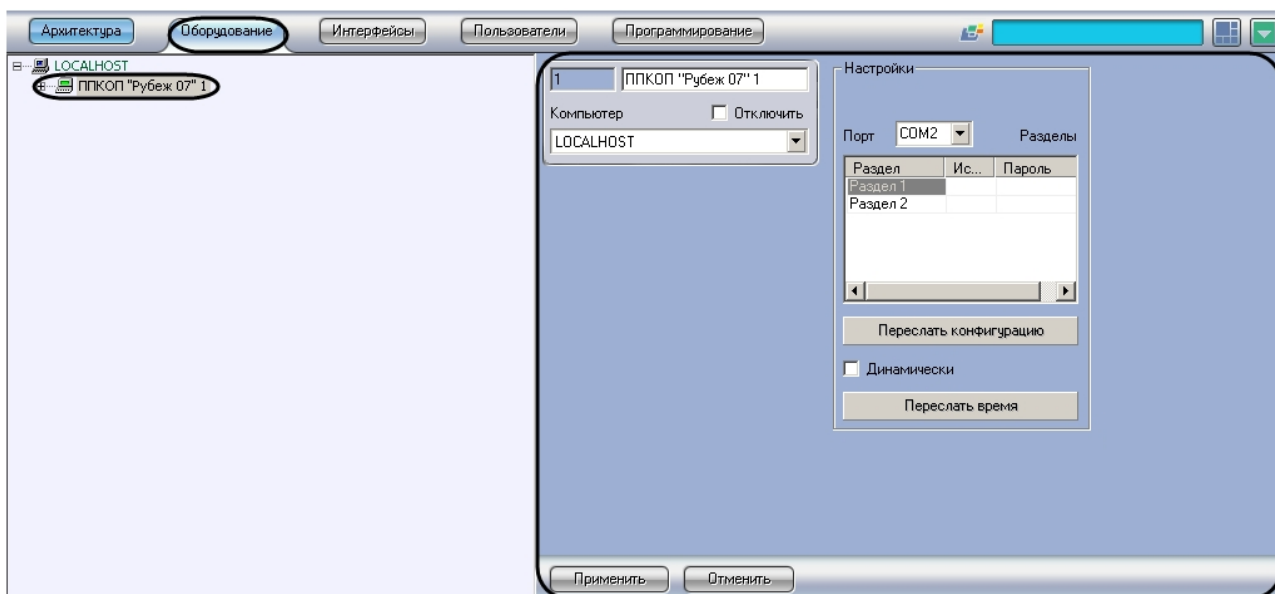 Архитектура Оборудование Интерфейсы Пользователи Программирование
LOCALHOST
ППКОП "Рубеж 07" 1
1 ППКОП "Рубеж 07" 1
Компьютер Отключить
LOCALHOST
Настройки
Порт COM2 Разделы
Раздел Ис... Пароль
Раздел 1
Раздел 2
Переслать конфигурацию
Динамически
Переслать время
Применить Отменить